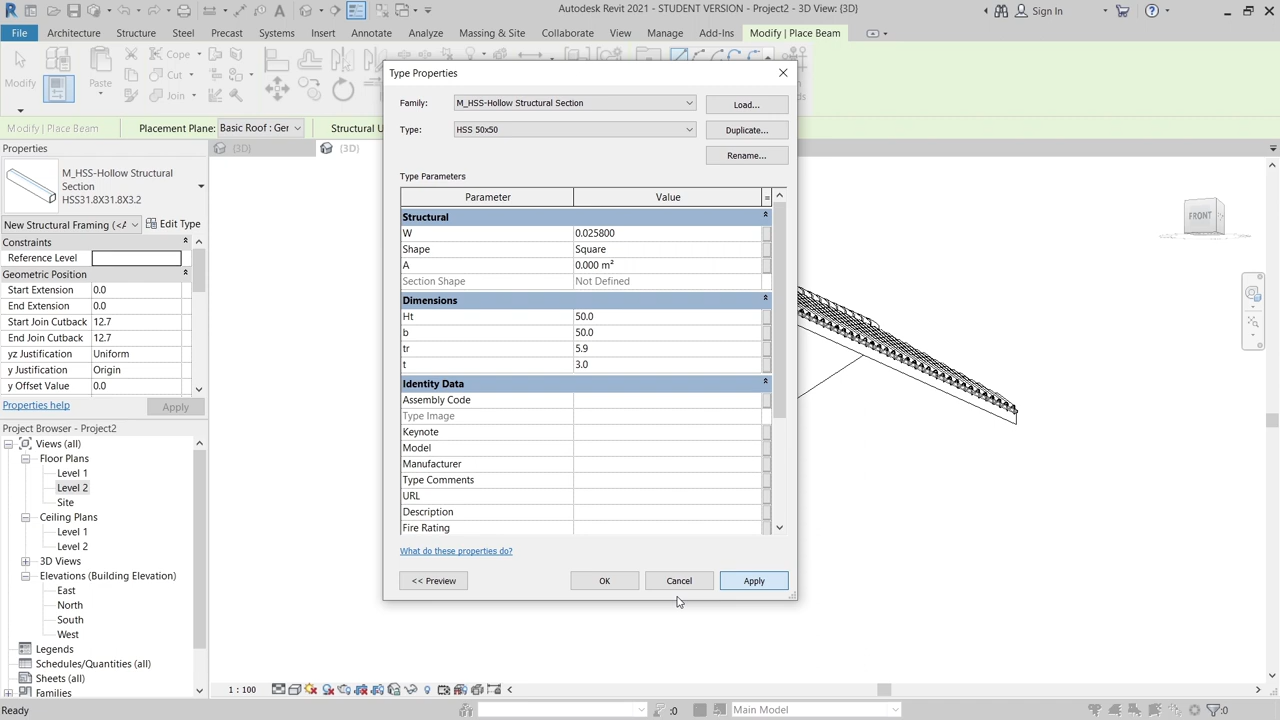 Autodesk Revit 2021 - STUDENT VERSION - Project2 - 3D View: {3D}
Sign In
File Architecture Structure Steel Precast Systems Insert Annotate Analyze Massing & Site Collaborate View Manage Add-Ins Modify | Place Beam
Modify
Paste
Cope
Cut
Join
Modify | Place Beam
Placement Plane: Basic Roof : Ger
Structural U
Properties
{3D}
{3D}
M_HSS-Hollow Structural
Section
HSS31.8X31.8X3.2
New Structural Framing (<A
Edit Type
Constraints
Reference Level
Geometric Position
Start Extension 0.0
End Extension 0.0
Start Join Cutback 12.7
End Join Cutback 12.7
yz Justification Uniform
y Justification Origin
y Offset Value 0.0
Properties help
Apply
Project Browser - Project2
Views (all)
Floor Plans
Level 1
Level 2
Site
Ceiling Plans
Level 1
Level 2
3D Views
Elevations (Building Elevation)
East
North
South
West
Legends
Schedules/Quantities (all)
Sheets (all)
Families
Type Properties
Family: M_HSS-Hollow Structural Section Load...
Type: HSS 50x50 Duplicate...
Rename...
Type Parameters
Parameter Value =
Structural
W 0.025800
Shape Square
A 0.000 m²
Section Shape Not Defined
Dimensions
Ht 50.0
b 50.0
tr 5.9
t 3.0
Identity Data
Assembly Code
Type Image
Keynote
Model
Manufacturer
Type Comments
URL
Description
Fire Rating
What do these properties do?
<< Preview OK Cancel Apply
FRONT
1 : 100
Ready
:0
Main Model
:0